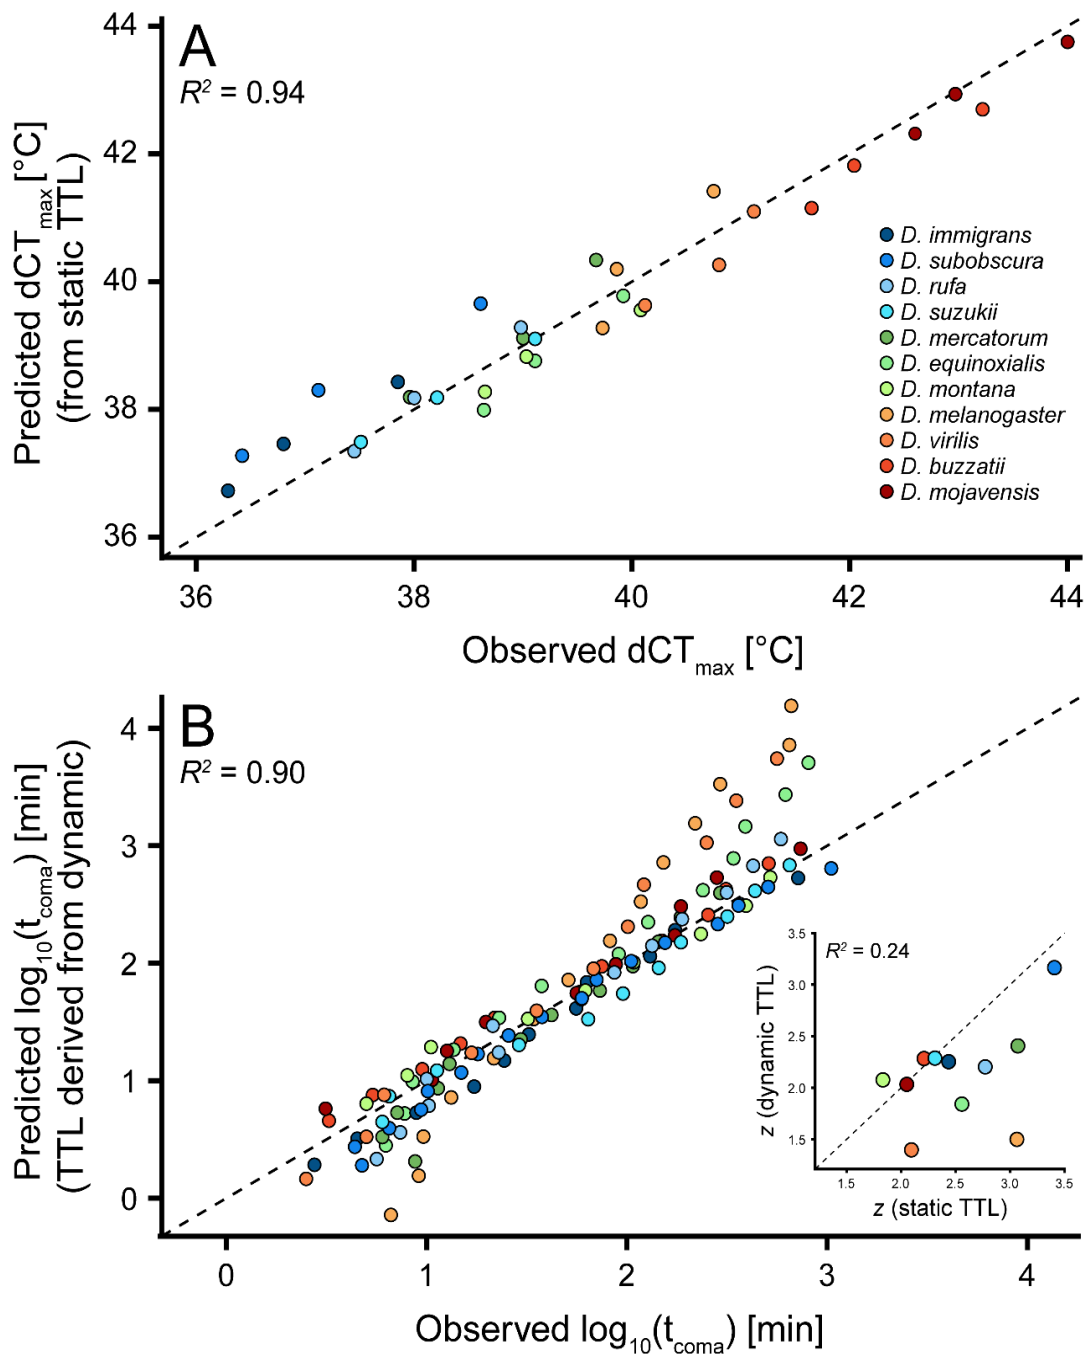 A
R² = 0.94
44
42
40
38
36
Predicted dCTmax [°C]
(from static TTL)
D. immigrans
D. subobscura
D. rufa
D. suzukii
D. mercatorum
D. equinoxialis
D. montana
D. melanogaster
D. virilis
D. buzzatii
D. mojavensis
36 38 40 42 44
Observed dCTmax [°C]
B
R² = 0.90
4
3
2
1
0
Predicted log10(tcoma) [min]
(TTL derived from dynamic)
R² = 0.24
3.5
3.0
2.5
2.0
1.5
z (dynamic TTL)
1.5 2.0 2.5 3.0 3.5
z (static TTL)
0 1 2 3 4
Observed log10(tcoma) [min]